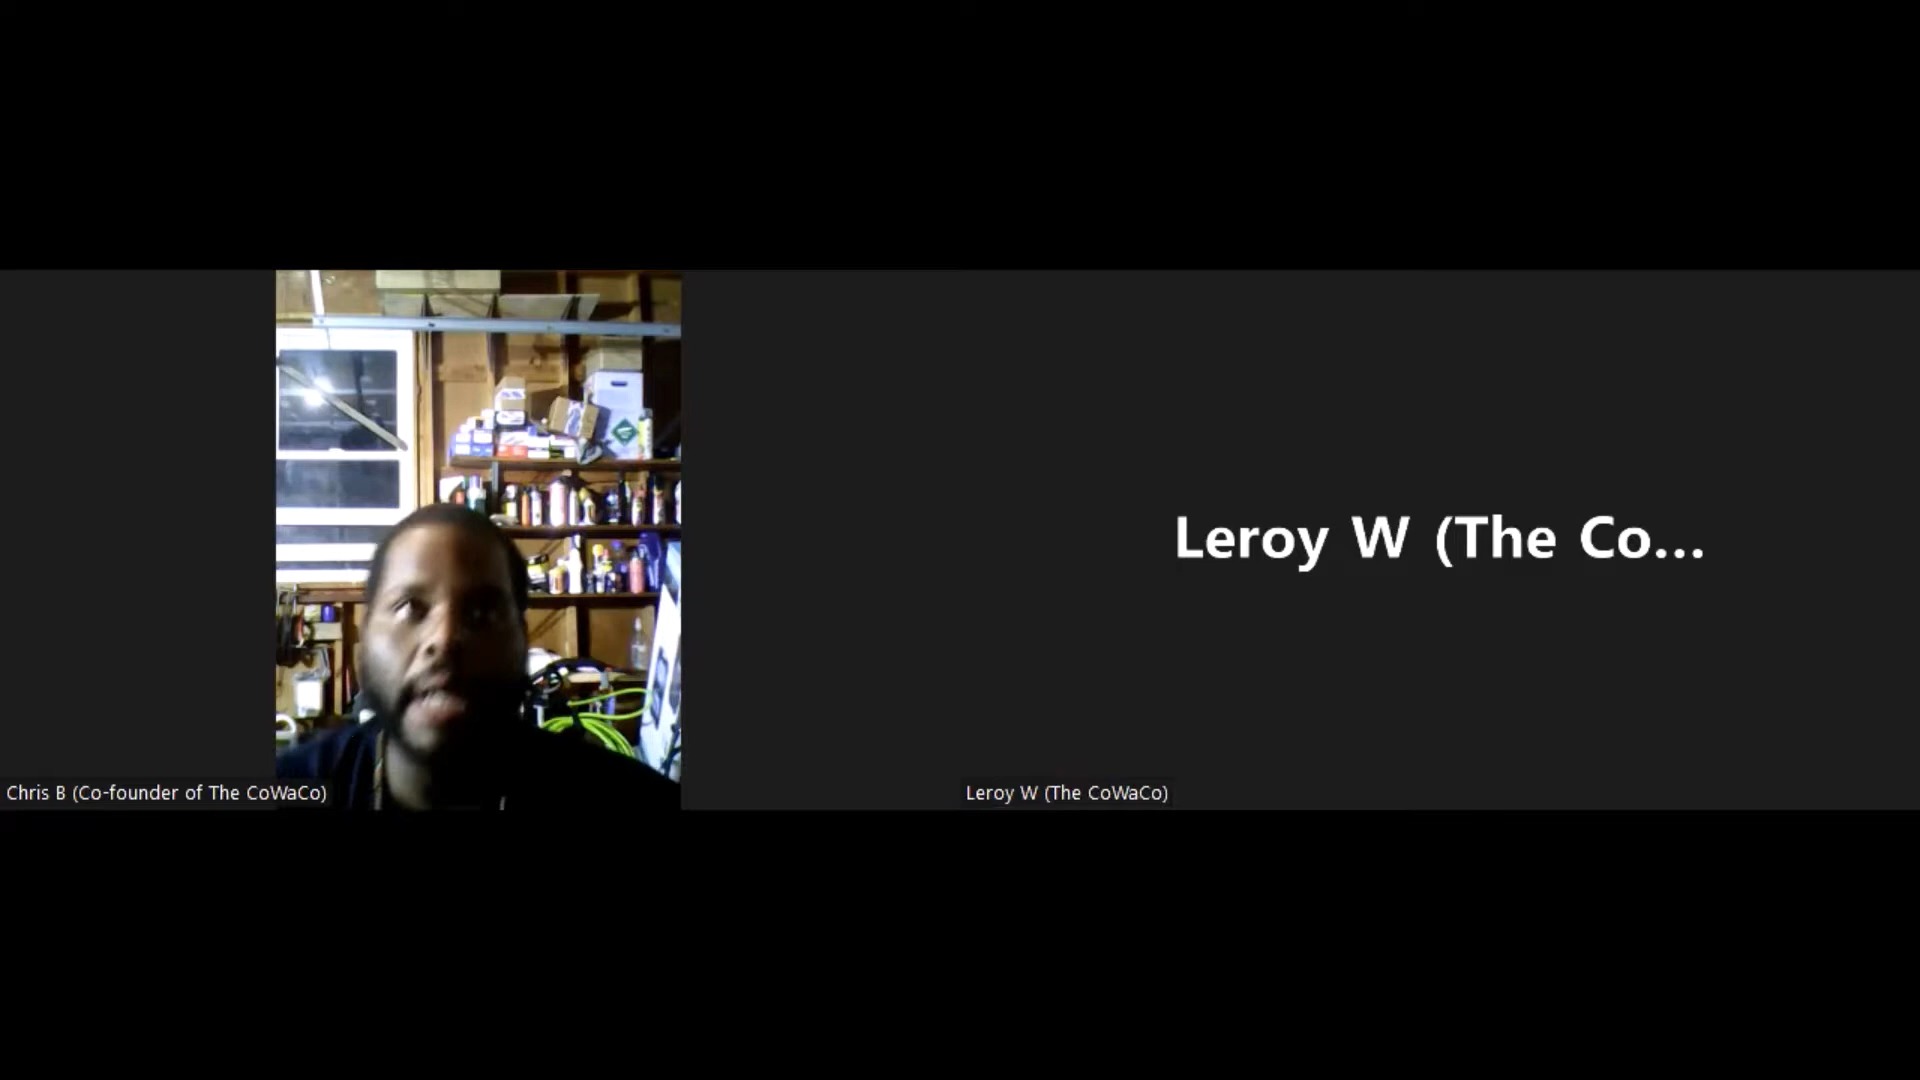 Leroy W (The Co...
Chris B (Co-founder of The CoWaCo)
Leroy W (The CoWaCo)